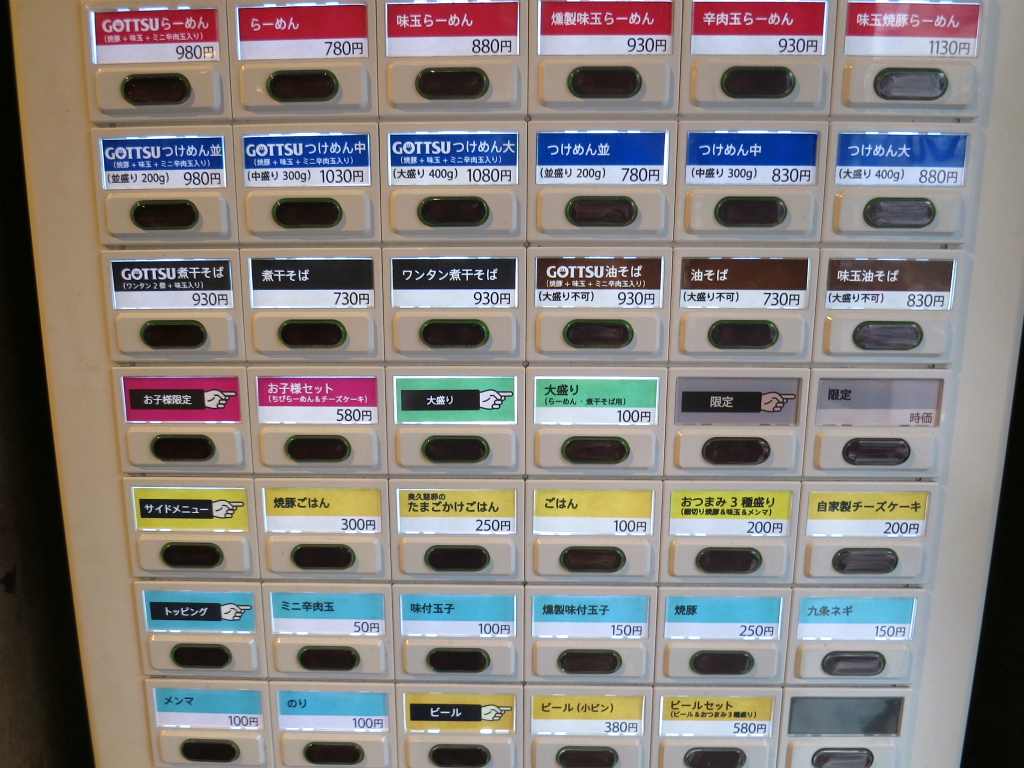 GOTTSUらーめん
(焼豚+味玉+ミニ辛肉玉入り)
980円
らーめん
780円
味玉らーめん
880円
燻製味玉らーめん
930円
辛肉玉らーめん
930円
味玉焼豚らーめん
1130円
GOTTSUつけめん並
(焼豚+味玉+ミニ辛肉玉入り)
(並盛り 200g) 980円
GOTTSUつけめん中
(焼豚+味玉+ミニ辛肉玉入り)
(中盛り 300g) 1030円
GOTTSUつけめん大
(焼豚+味玉+ミニ辛肉玉入り)
(大盛り 400g) 1080円
つけめん並
(並盛り 200g) 780円
つけめん中
(中盛り 300g) 830円
つけめん大
(大盛り 400g) 880円
GOTTSU煮干そば
(ワンタン2個+味玉入り)
930円
煮干そば
730円
ワンタン煮干そば
930円
GOTTSU油そば
(焼豚+味玉+ミニ辛肉玉入り)
(大盛り不可) 930円
油そば
(大盛り不可) 730円
味玉油そば
(大盛り不可) 830円
お子様限定
お子様セット
(ちびらーめん&チーズケーキ)
580円
大盛り
大盛り
(らーめん・煮干そば用)
100円
限定
限定
時価
サイドメニュー
焼豚ごはん
300円
奥久慈卵の
たまごかけごはん
250円
ごはん
100円
おつまみ3種盛り
(細切り焼豚&味玉&メンマ)
200円
自家製チーズケーキ
200円
トッピング
ミニ辛肉玉
50円
味付玉子
100円
燻製味付玉子
150円
焼豚
250円
九条ネギ
150円
メンマ
100円
のり
100円
ビール
ビール(小ビン)
380円
ビールセット
(ビール&おつまみ3種盛り)
580円